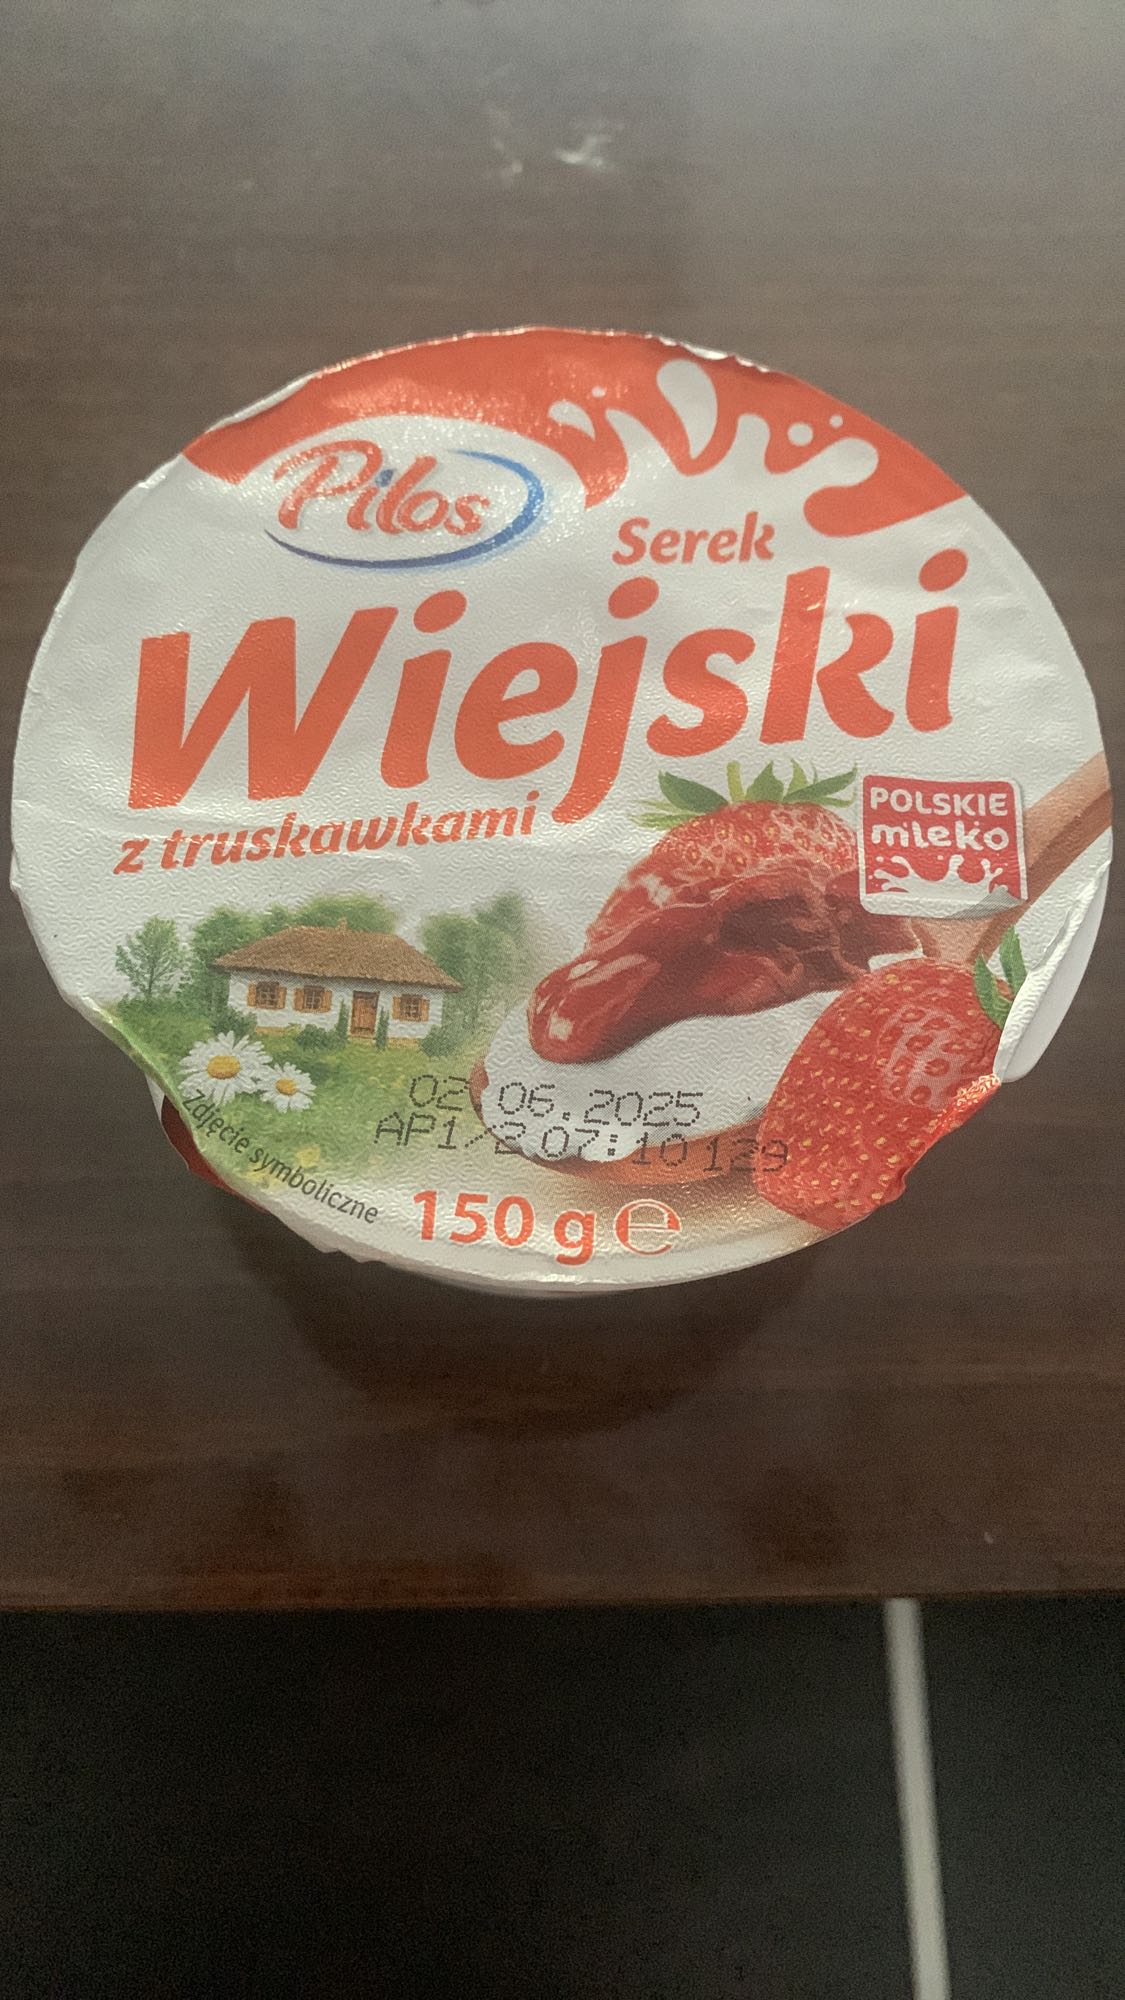 Pilos
Serek
Wiejski
z truskawkami
POLSKIE
mleko
02 06.2025
AP1/2 07:10 129
zdjęcie symboliczne
150 g ℮